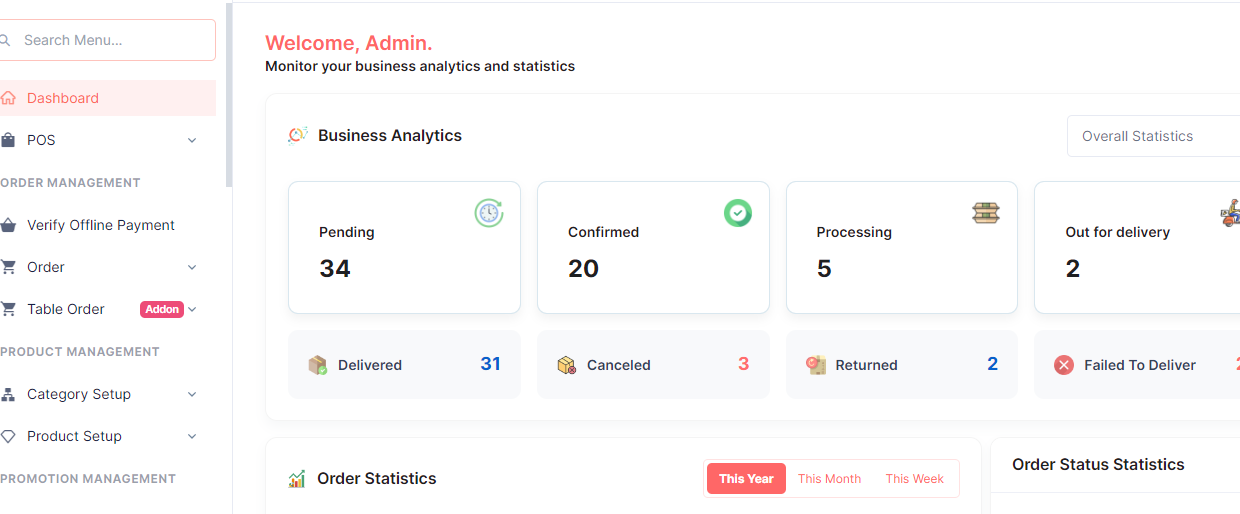 Search Menu...
Dashboard
POS
ORDER MANAGEMENT
Verify Offline Payment
Order
Table Order Addon
PRODUCT MANAGEMENT
Category Setup
Product Setup
PROMOTION MANAGEMENT
Welcome, Admin.
Monitor your business analytics and statistics
Business Analytics
Overall Statistics
Pending
34
Confirmed
20
Processing
5
Out for delivery
2
Delivered 31
Canceled 3
Returned 2
Failed To Deliver
Order Statistics
This Year This Month This Week
Order Status Statistics